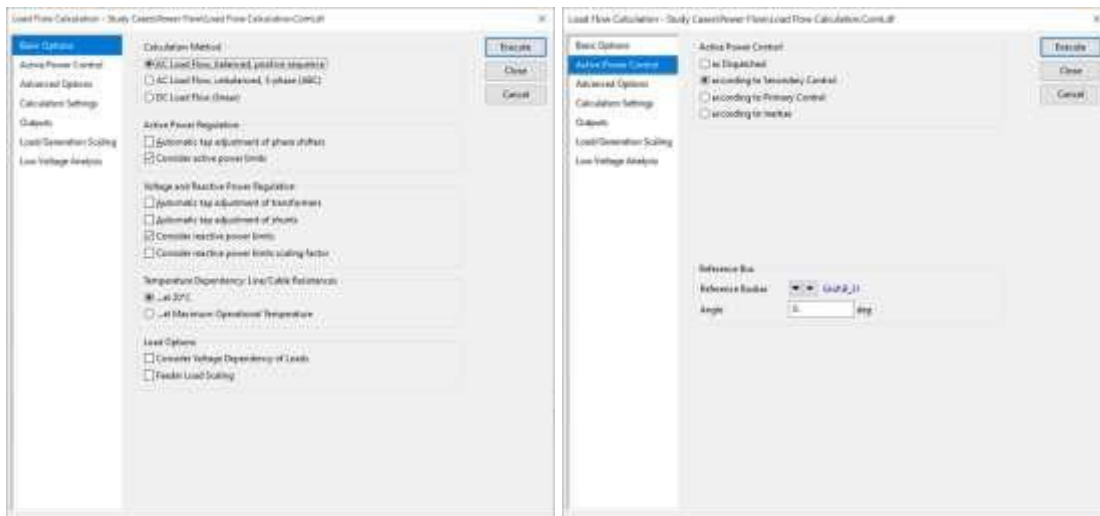 Load Flow Calculation - Study Cases\Power Flow\Load Flow Calculation.ComLdf
Basic Options
Active Power Control
Advanced Options
Calculation Settings
Outputs
Load/Generation Scaling
Low Voltage Analysis
Calculation Method
AC Load Flow, balanced, positive sequence
AC Load Flow, unbalanced, 3-phase (ABC)
DC Load Flow (linear)
Active Power Regulation
Automatic tap adjustment of phase shifters
Consider active power limits
Voltage and Reactive Power Regulation
Automatic tap adjustment of transformers
Automatic tap adjustment of shunts
Consider reactive power limits
Consider reactive power limits scaling factor
Temperature Dependency: Line/Cable Resistances
...at 20°C
...at Maximum Operational Temperature
Load Options
Consider Voltage Dependency of Loads
Feeder Load Scaling
Execute
Close
Cancel
Load Flow Calculation - Study Cases\Power Flow\Load Flow Calculation.ComLdf
Basic Options
Active Power Control
Advanced Options
Calculation Settings
Outputs
Load/Generation Scaling
Low Voltage Analysis
Active Power Control
as Dispatched
according to Secondary Control
according to Primary Control
according to Inertias
Reference Bus
Reference Busbar
Angle
0.
deg
Execute
Close
Cancel